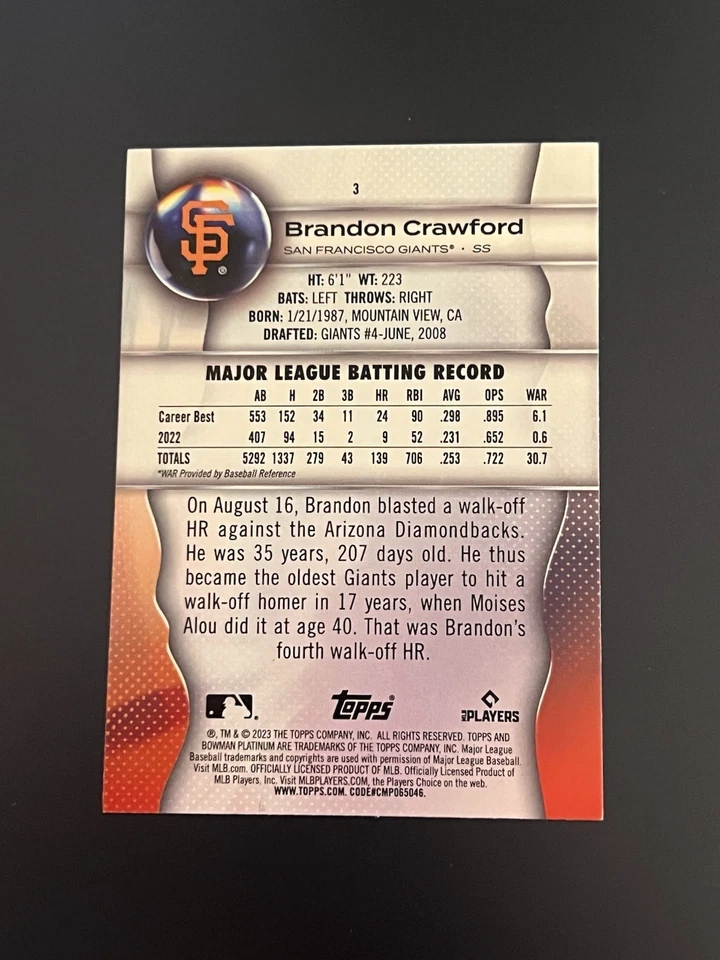 3
SF®
Brandon Crawford
SAN FRANCISCO GIANTS® · SS
HT: 6'1" WT: 223
BATS: LEFT THROWS: RIGHT
BORN: 1/21/1987, MOUNTAIN VIEW, CA
DRAFTED: GIANTS #4-JUNE, 2008
MAJOR LEAGUE BATTING RECORD
AB H 2B 3B HR RBI AVG OPS WAR
Career Best 553 152 34 11 24 90 .298 .895 6.1
2022 407 94 15 2 9 52 .231 .652 0.6
TOTALS 5292 1337 279 43 139 706 .253 .722 30.7
*WAR Provided by Baseball Reference
On August 16, Brandon blasted a walk-off
HR against the Arizona Diamondbacks.
He was 35 years, 207 days old. He thus
became the oldest Giants player to hit a
walk-off homer in 17 years, when Moises
Alou did it at age 40. That was Brandon's
fourth walk-off HR.
Topps®
MLB PLAYERS
®, TM & © 2023 THE TOPPS COMPANY, INC. ALL RIGHTS RESERVED. TOPPS AND
BOWMAN PLATINUM ARE TRADEMARKS OF THE TOPPS COMPANY, INC. Major League
Baseball trademarks and copyrights are used with permission of Major League Baseball.
Visit MLB.com. OFFICIALLY LICENSED PRODUCT OF MLB. Officially Licensed Product of
MLB Players, Inc. Visit MLBPLAYERS.COM, the Players Choice on the web.
WWW.TOPPS.COM. CODE#CMP065046.